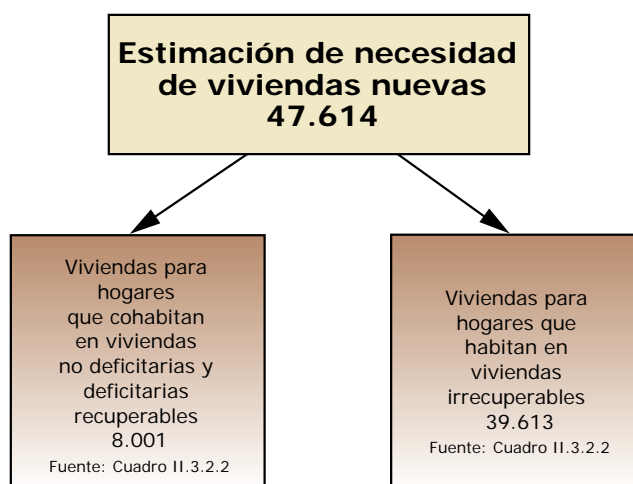 Estimación de necesidad
de viviendas nuevas
47.614
Viviendas para
hogares
que cohabitan
en viviendas
no deficitarias y
deficitarias
recuperables
8.001
Fuente: Cuadro II.3.2.2
Viviendas para
hogares que
habitan en
viviendas
irrecuperables
39.613
Fuente: Cuadro II.3.2.2